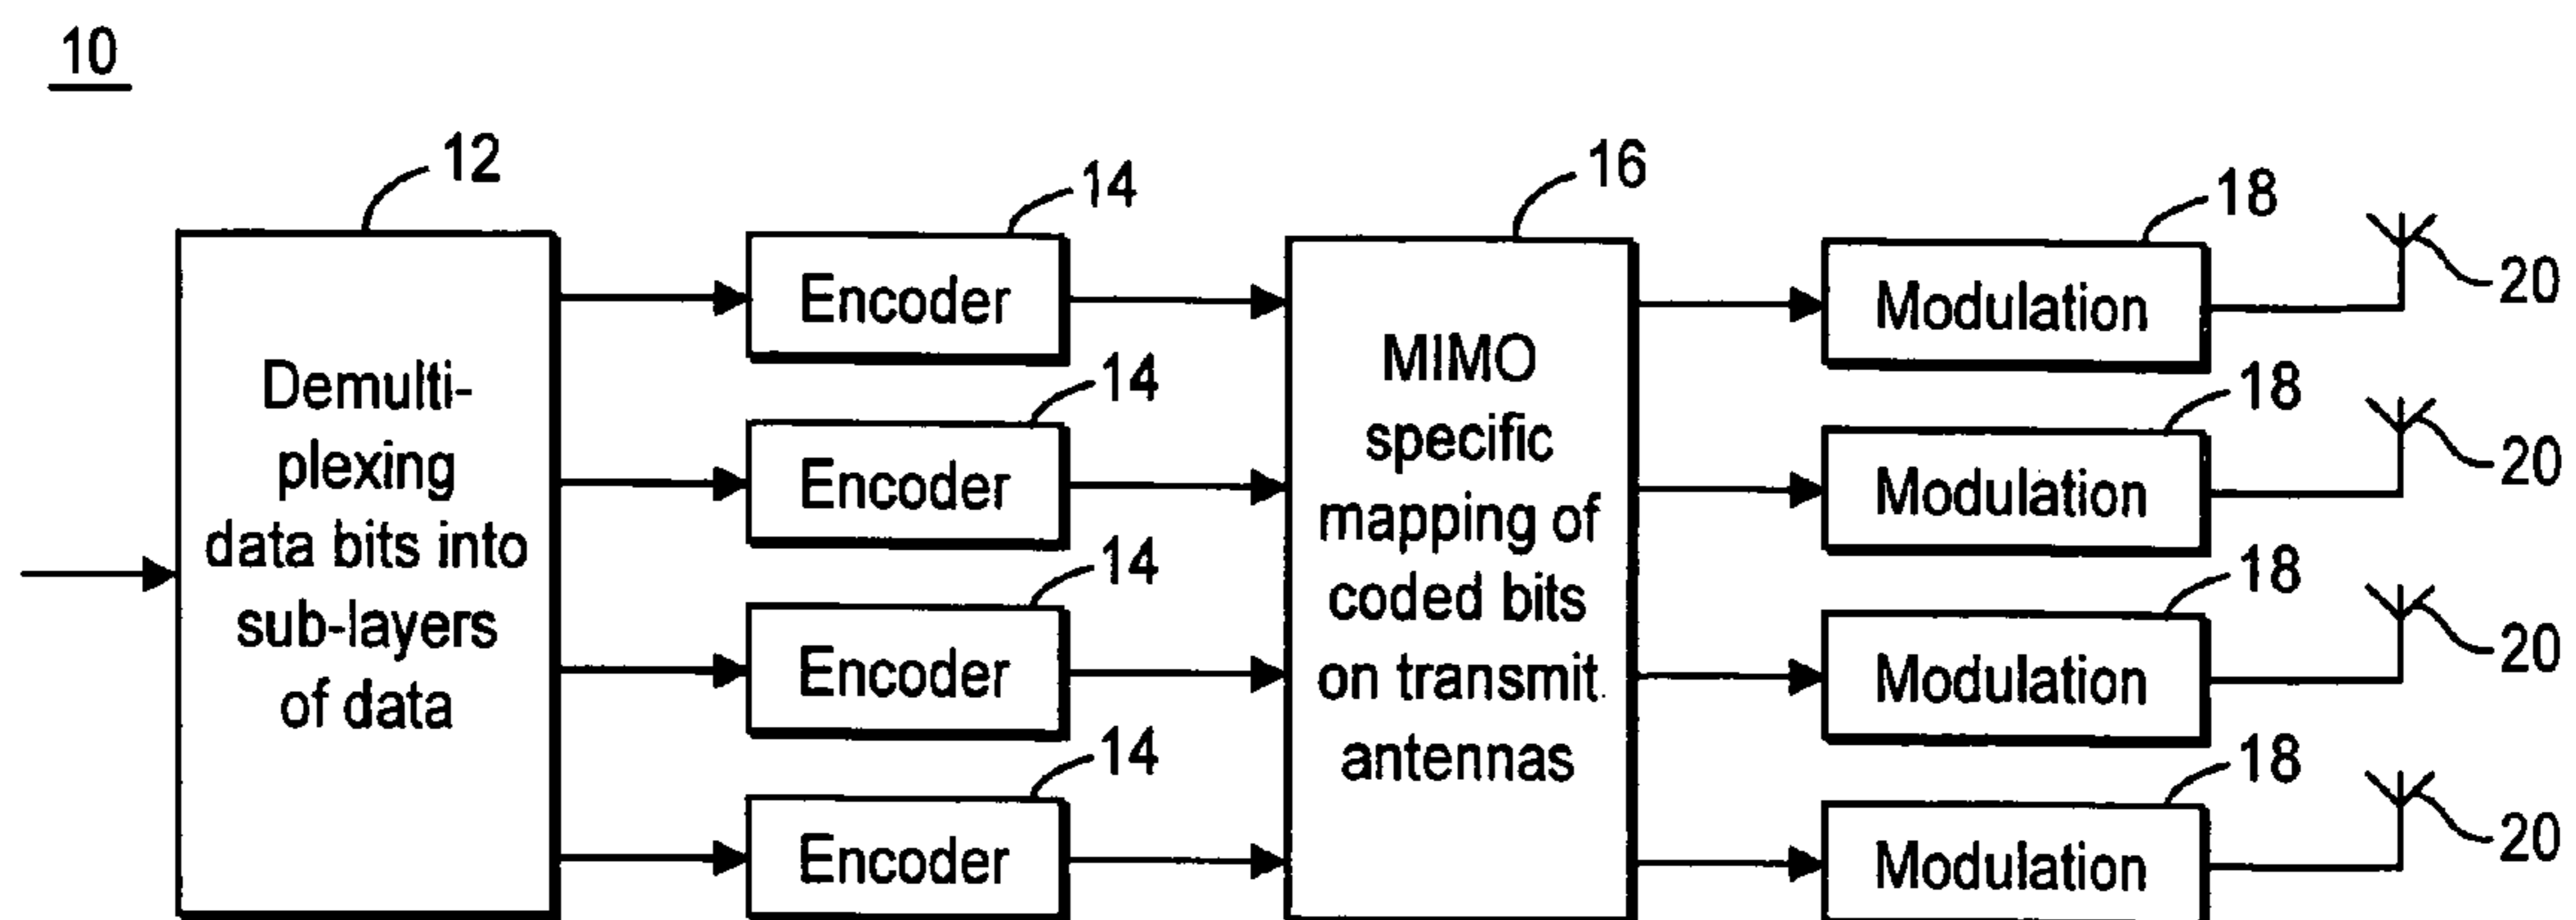 10
12
14
16
18
20
Demulti-
plexing
data bits into
sub-layers
of data
Encoder
MIMO
specific
mapping of
coded bits
on transmit
antennas
Modulation
14
Encoder
18
Modulation
20
14
Encoder
18
Modulation
20
14
Encoder
18
Modulation
20